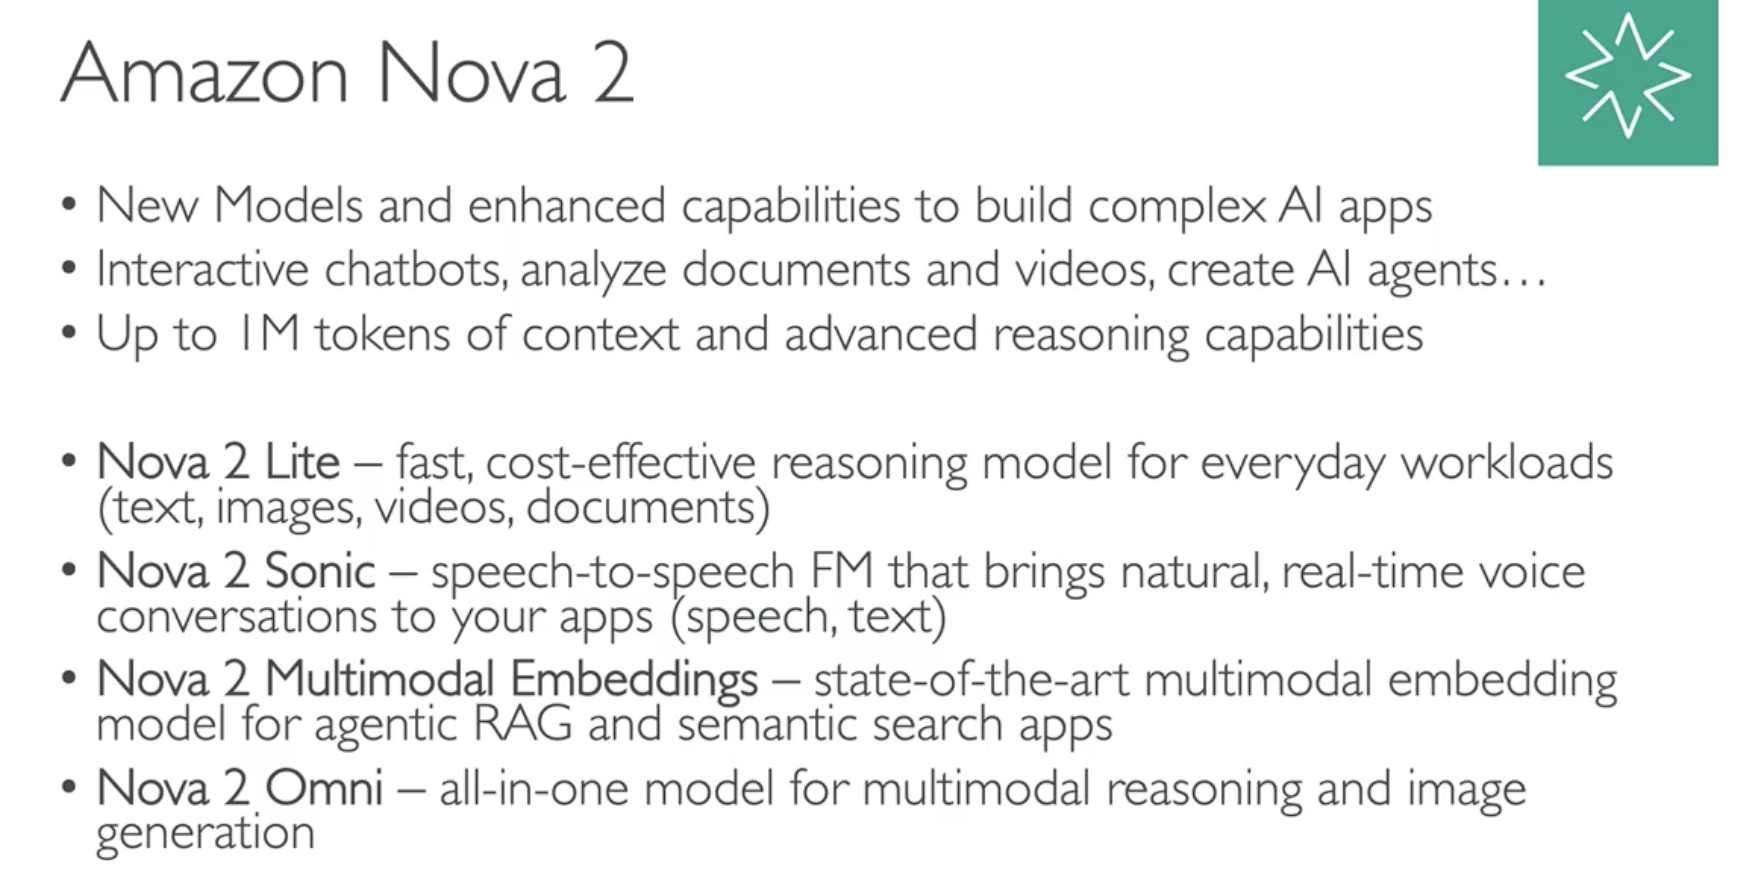 Amazon Nova 2
• New Models and enhanced capabilities to build complex AI apps
• Interactive chatbots, analyze documents and videos, create AI agents…
• Up to 1M tokens of context and advanced reasoning capabilities
• Nova 2 Lite – fast, cost-effective reasoning model for everyday workloads
(text, images, videos, documents)
• Nova 2 Sonic – speech-to-speech FM that brings natural, real-time voice
conversations to your apps (speech, text)
• Nova 2 Multimodal Embeddings – state-of-the-art multimodal embedding
model for agentic RAG and semantic search apps
• Nova 2 Omni – all-in-one model for multimodal reasoning and image
generation